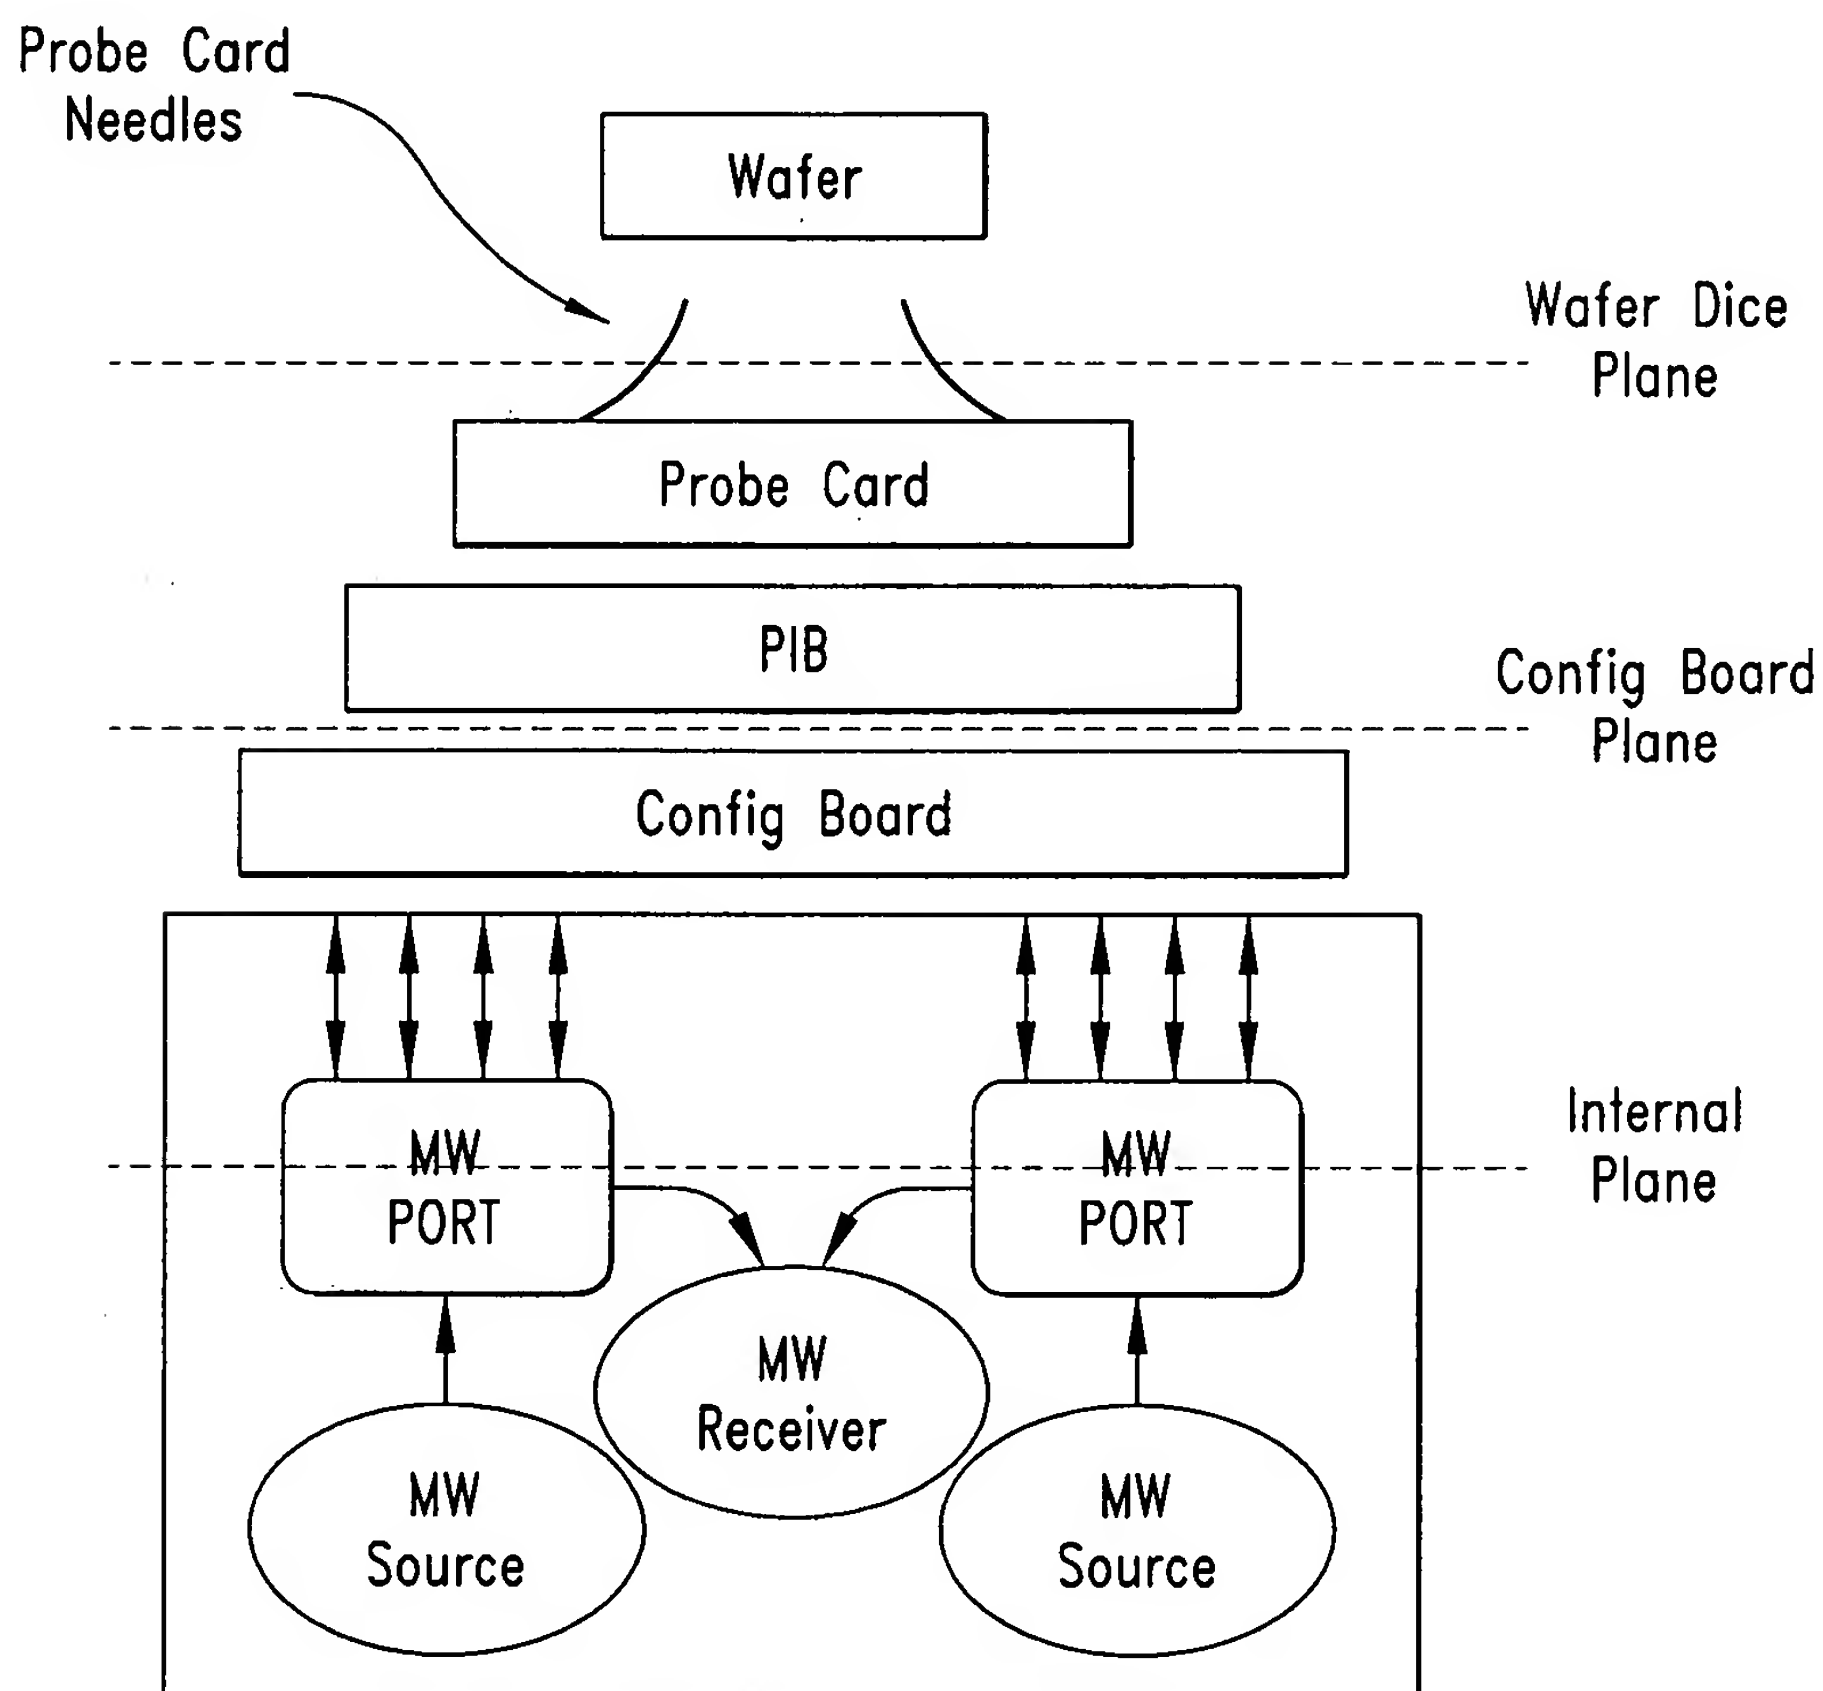 Probe Card
Needles
Wafer
Wafer Dice
Plane
Probe Card
PIB
Config Board
Plane
Config Board
Internal
Plane
MW
PORT
MW
PORT
MW
Receiver
MW
Source
MW
Source